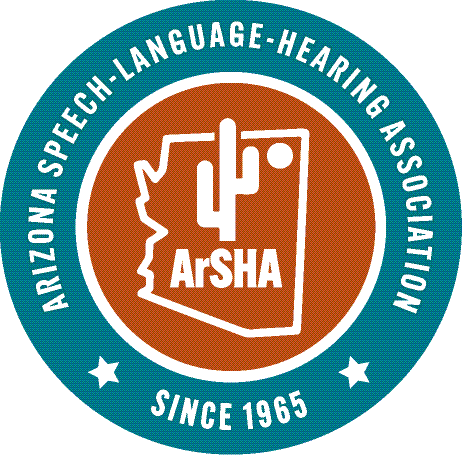 ARIZONA SPEECH-LANGUAGE-HEARING ASSOCIATION
ArSHA
SINCE 1965